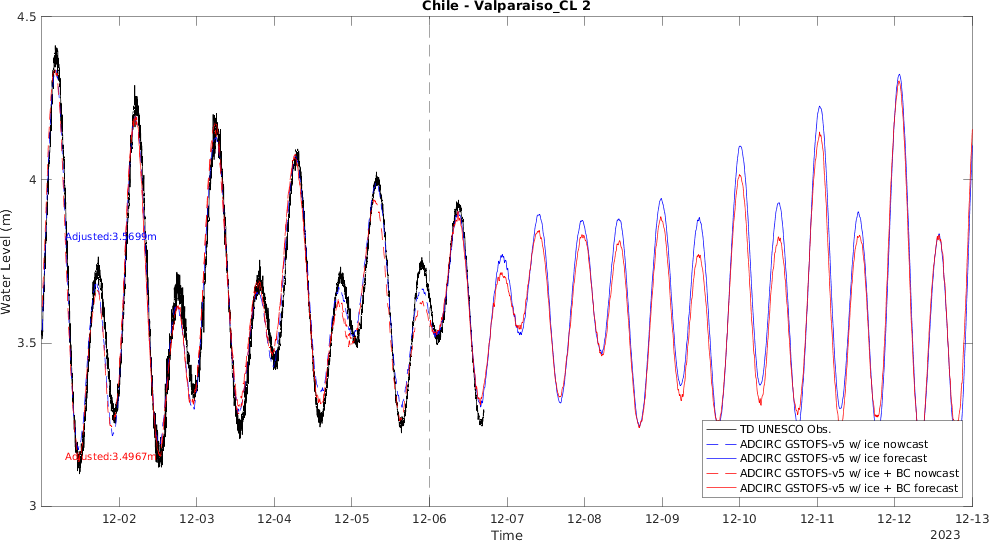 Chile - Valparaiso_CL 2
4.5
4
3.5
3
Water Level (m)
Adjusted:3.5699m
Adjusted:3.4967m
TD UNESCO Obs.
ADCIRC GSTOFS-v5 w/ ice nowcast
ADCIRC GSTOFS-v5 w/ ice forecast
ADCIRC GSTOFS-v5 w/ ice + BC nowcast
ADCIRC GSTOFS-v5 w/ ice + BC forecast
12-02 12-03 12-04 12-05 12-06 12-07 12-08 12-09 12-10 12-11 12-12 12-13
Time
2023